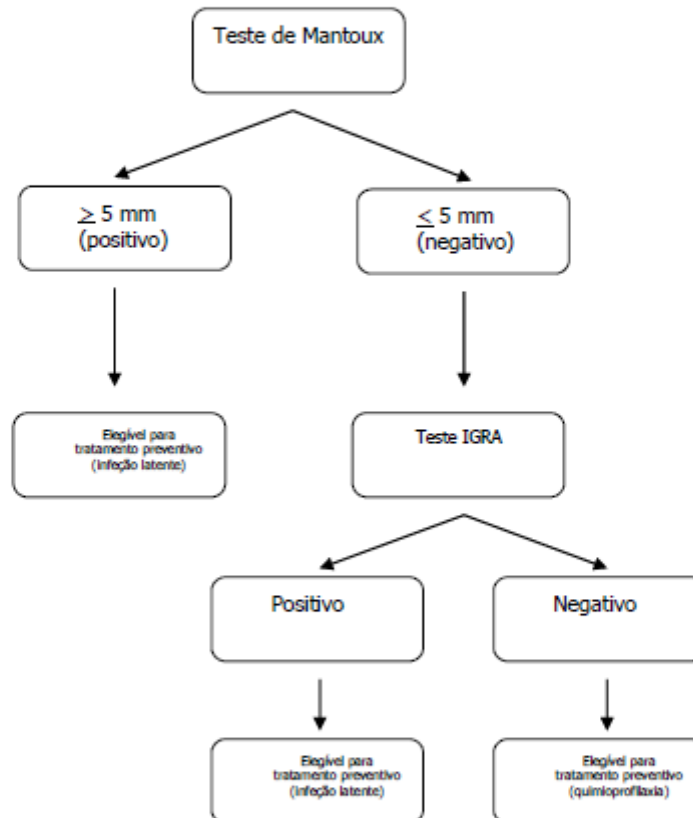 Teste de Mantoux
≥ 5 mm
(positivo)
≤ 5 mm
(negativo)
Elegível para
tratamento preventivo
(infeção latente)
Teste IGRA
Positivo
Negativo
Elegível para
tratamento preventivo
(infeção latente)
Elegível para
tratamento preventivo
(quimioprofilaxia)